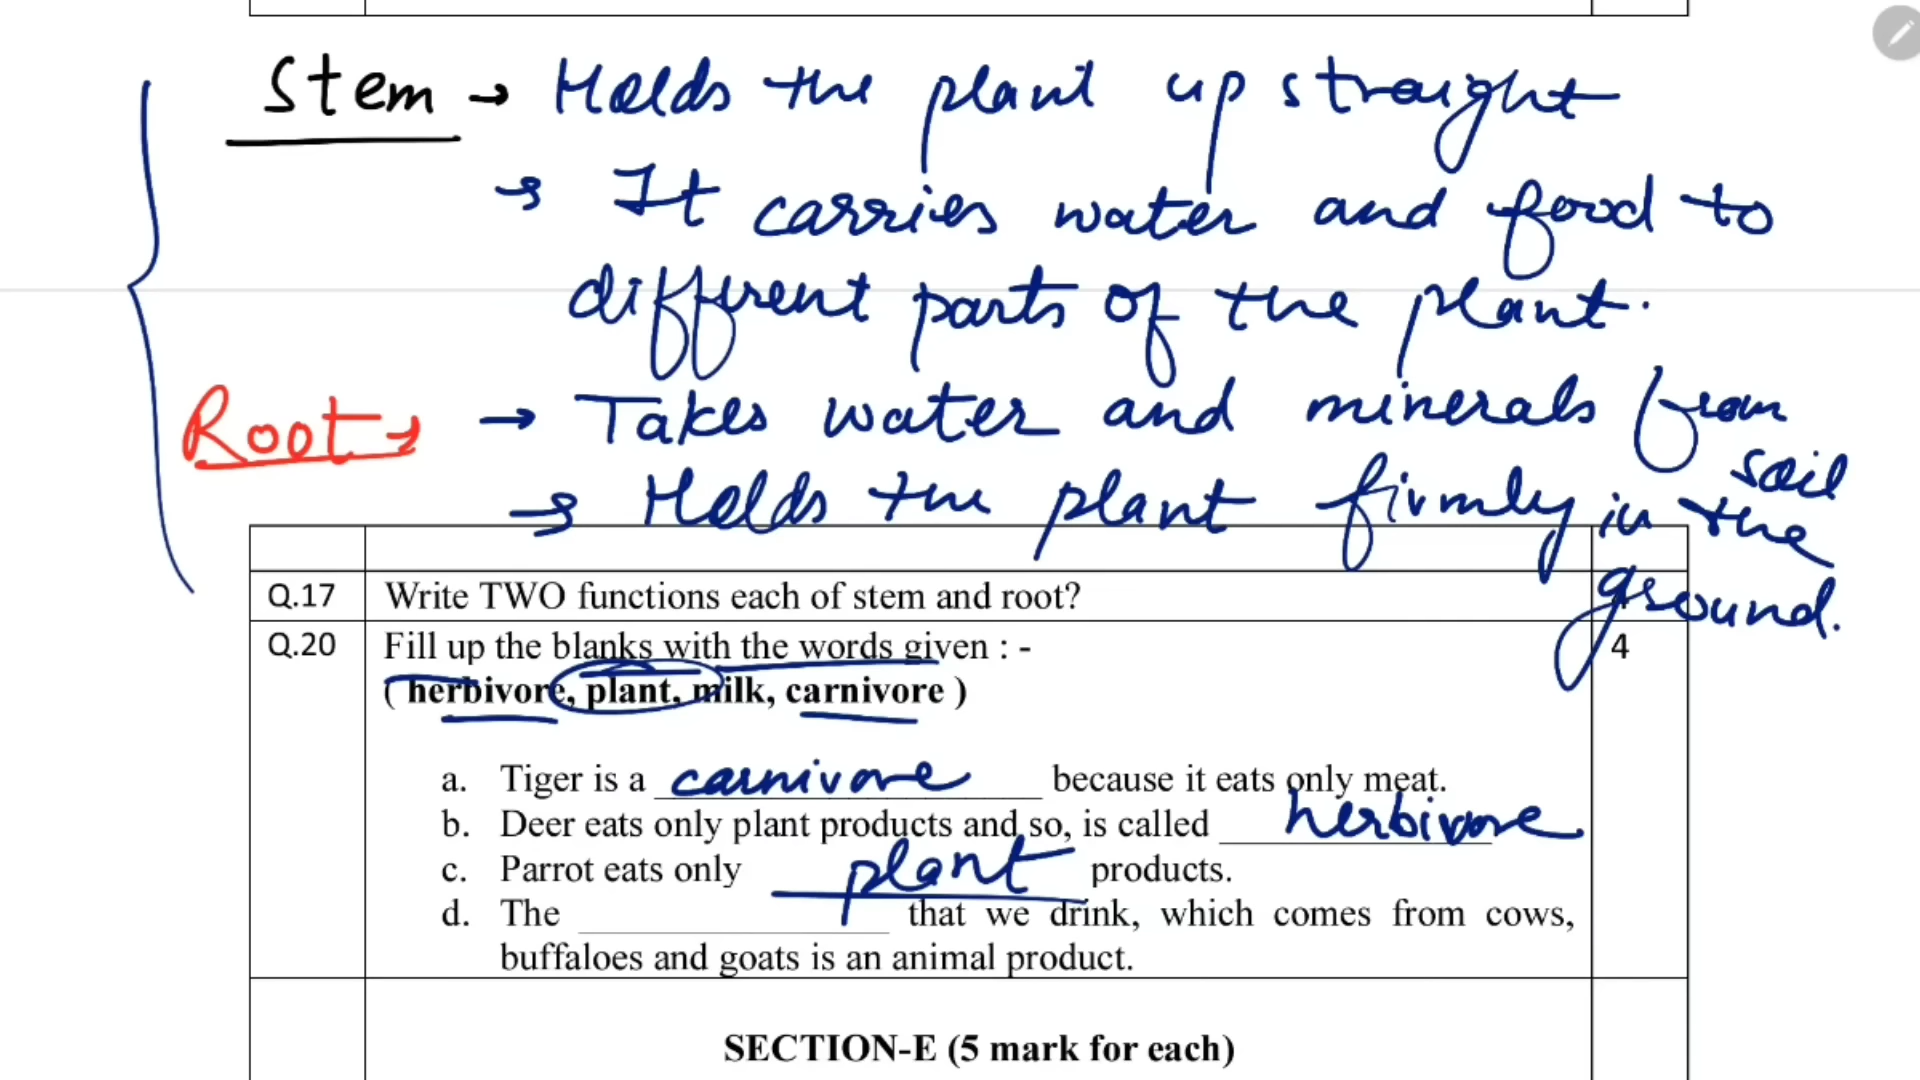 Stem → Holds the plant up straight
→ It carries water and food to
different parts of the plant.
Root → Takes water and minerals from
soil
→ Holds the plant firmly in the
ground.
Q.17 Write TWO functions each of stem and root?
Q.20 Fill up the blanks with the words given : - 4
( herbivore, plant, milk, carnivore )
a. Tiger is a carnivore because it eats only meat.
b. Deer eats only plant products and so, is called herbivore
c. Parrot eats only plant products.
d. The ____________ that we drink, which comes from cows,
buffaloes and goats is an animal product.
SECTION-E (5 mark for each)